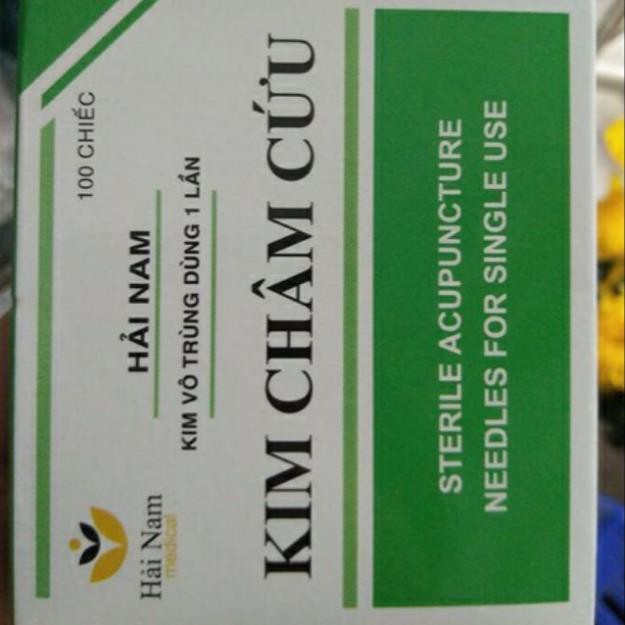 100 CHIẾC
Hải Nam
medical
HẢI NAM
KIM VÔ TRÙNG DÙNG 1 LẦN
KIM CHÂM CỨU
STERILE ACUPUNCTURE
NEEDLES FOR SINGLE USE